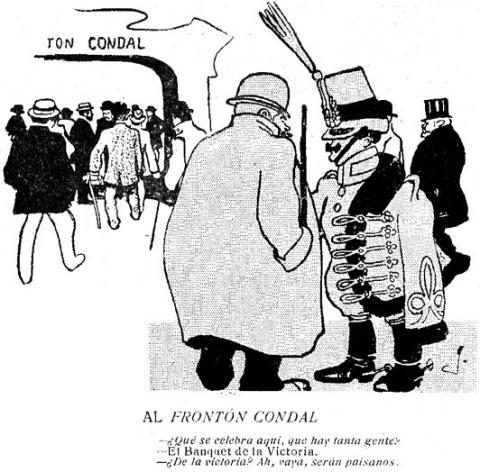 TON CONDAL
AL FRONTÓN CONDAL
—¿Qué se celebra aquí, que hay tanta gente?
—El Banquet de la Victoria.
—¿De la victoria? Ah, vaya, serán paisanos.